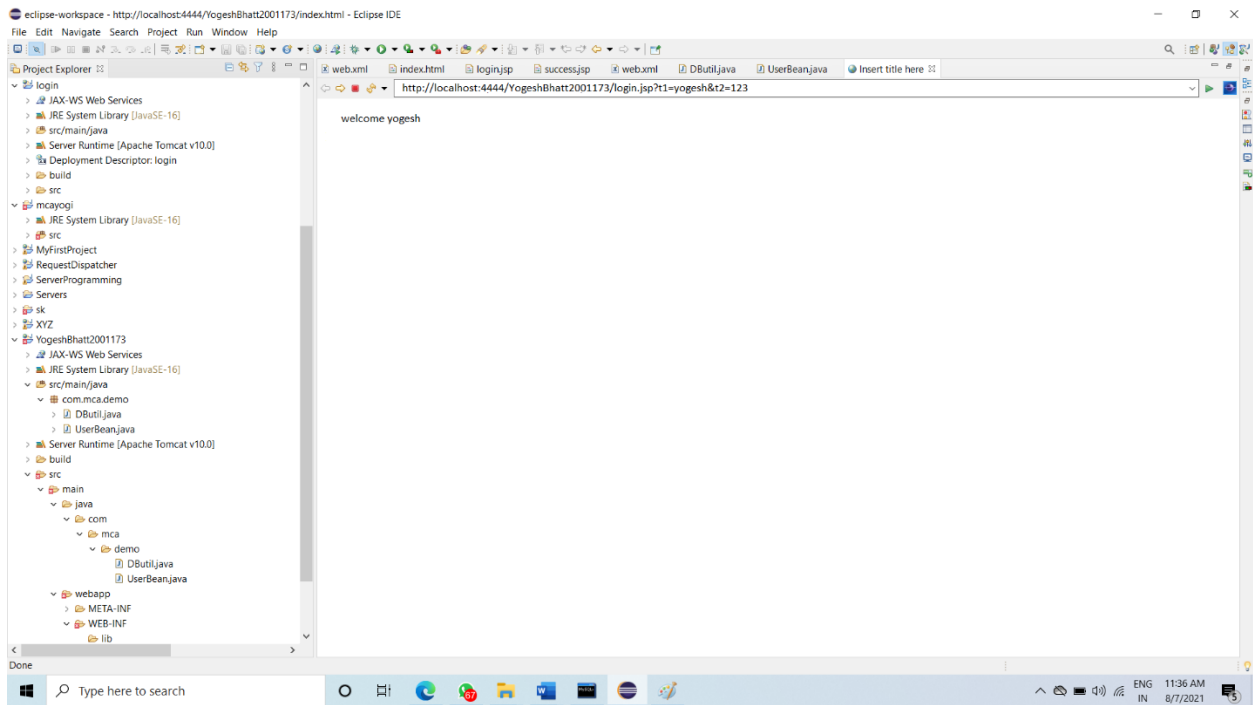 eclipse-workspace - http://localhost:4444/YogeshBhatt2001173/index.html - Eclipse IDE
File Edit Navigate Search Project Run Window Help
Project Explorer
web.xml index.html login.jsp success.jsp web.xml DButil.java UserBean.java Insert title here
http://localhost:4444/YogeshBhatt2001173/login.jsp?t1=yogesh&t2=123
welcome yogesh
login
JAX-WS Web Services
JRE System Library [JavaSE-16]
src/main/java
Server Runtime [Apache Tomcat v10.0]
Deployment Descriptor: login
build
src
mcayogi
JRE System Library [JavaSE-16]
src
MyFirstProject
RequestDispatcher
ServerProgramming
Servers
sk
XYZ
YogeshBhatt2001173
JAX-WS Web Services
JRE System Library [JavaSE-16]
src/main/java
com.mca.demo
DButil.java
UserBean.java
Server Runtime [Apache Tomcat v10.0]
build
src
main
java
com
mca
demo
DButil.java
UserBean.java
webapp
META-INF
WEB-INF
lib
Done
Type here to search
67
W
ENG 11:36 AM
IN 8/7/2021
5